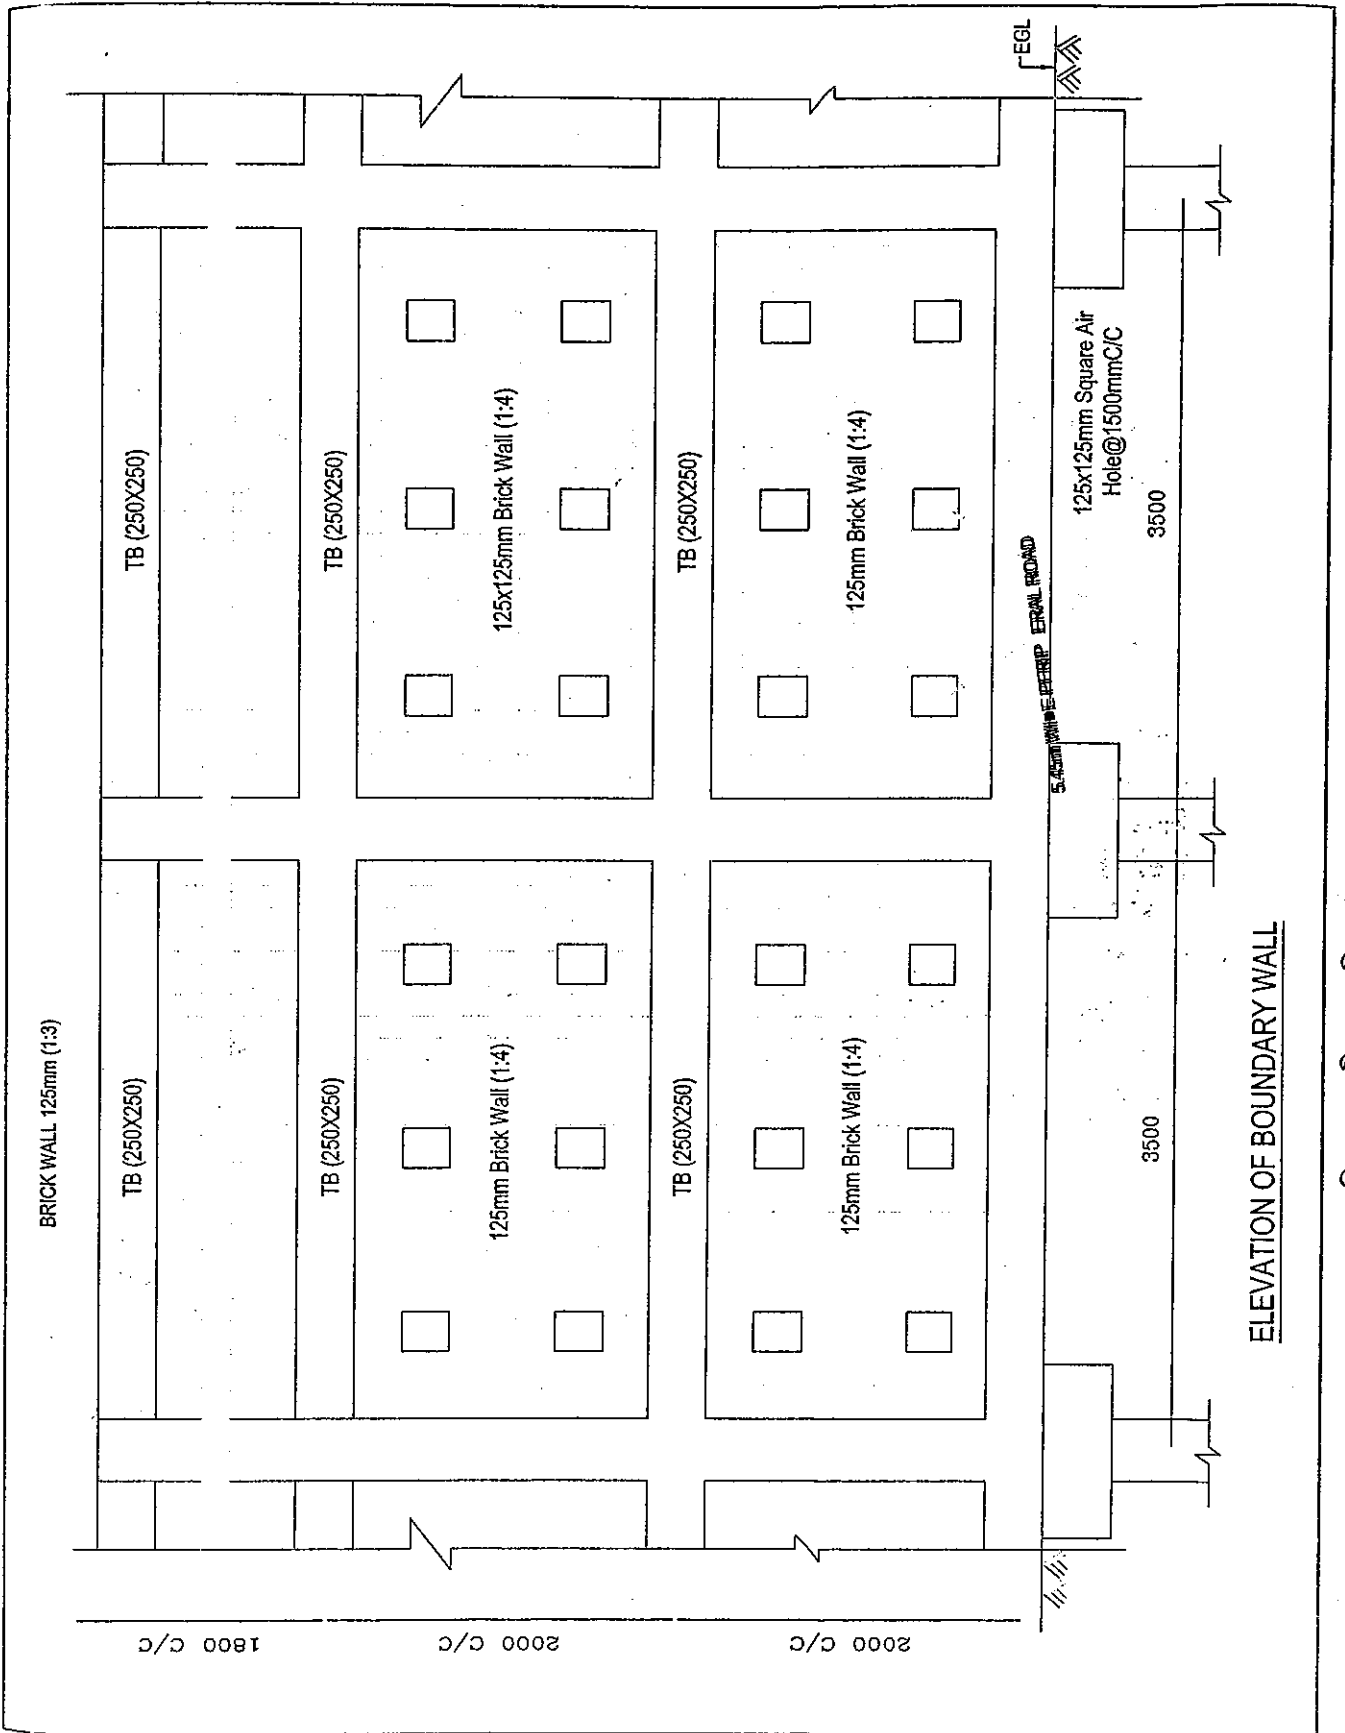 BRICK WALL 125mm (1:3)
TB (250X250)
TB (250X250)
TB (250X250)
TB (250X250)
125mm Brick Wall (1:4)
125x125mm Brick Wall (1:4)
TB (250X250)
TB (250X250)
125mm Brick Wall (1:4)
125mm Brick Wall (1:4)
1800 C/C
2000 C/C
2000 C/C
EGL
ERAL ROAD
125x125mm Square Air
Hole@1500mmC/C
3500
3500
ELEVATION OF BOUNDARY WALL